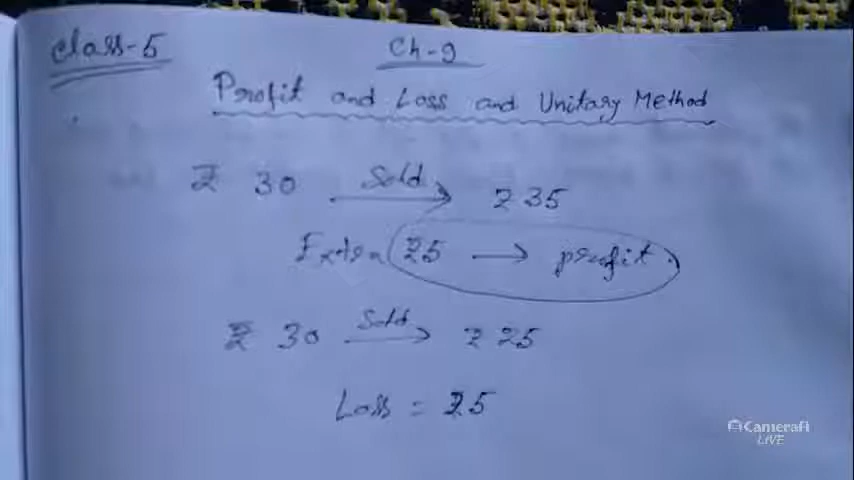 Class-5
Ch-9
Profit and Loss and Unitary Method
₹ 30 Sold → ₹ 35
Extra ₹5 → profit.
₹ 30 Sold → ₹ 25
Loss = ₹5
Camerafi LIVE